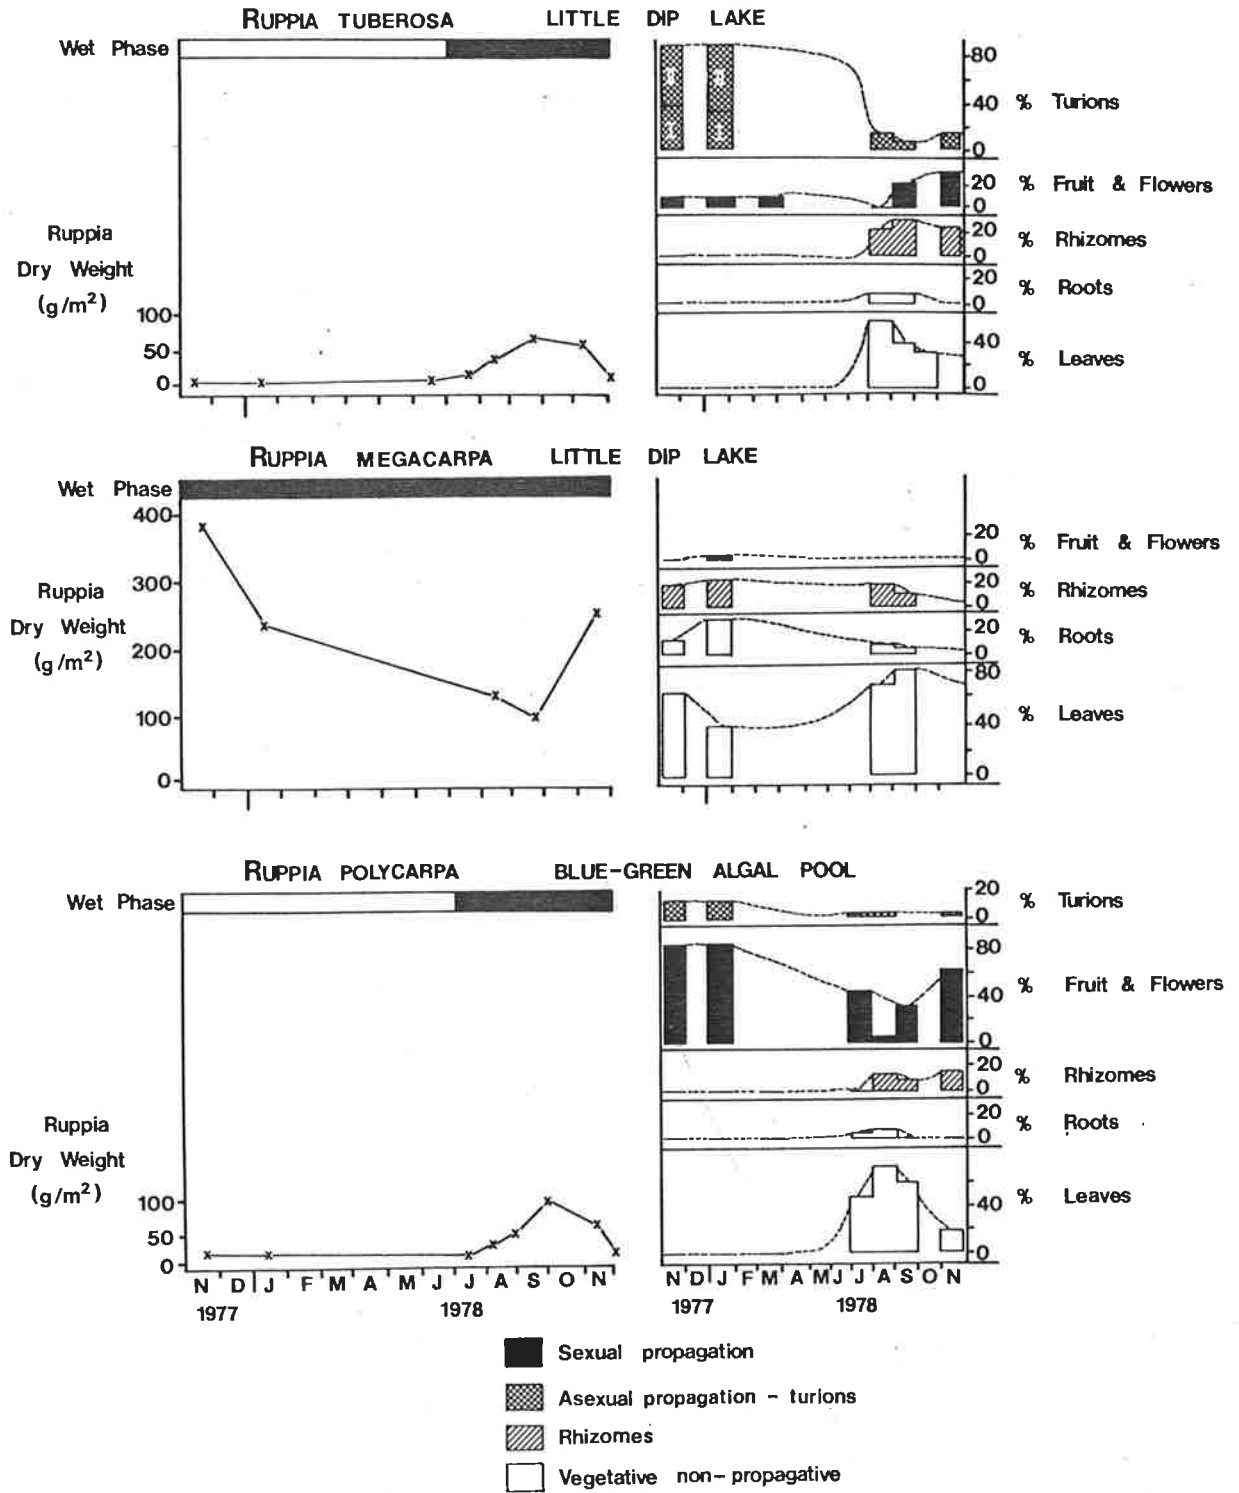 RUPPIA TUBEROSA LITTLE DIP LAKE
Wet Phase
Ruppia
Dry Weight
(g/m²)
100
50
0
80
40
0
% Turions
20
0
% Fruit & Flowers
20
0
% Rhizomes
20
0
% Roots
40
0
% Leaves
RUPPIA MEGACARPA LITTLE DIP LAKE
Wet Phase
400
300
200
100
0
Ruppia
Dry Weight
(g/m²)
20
0
% Fruit & Flowers
20
0
% Rhizomes
20
0
% Roots
80
40
0
% Leaves
RUPPIA POLYCARPA BLUE-GREEN ALGAL POOL
Wet Phase
Ruppia
Dry Weight
(g/m²)
100
50
0
N D J F M A M J J A S O N
1977 1978
20
0
% Turions
80
40
0
% Fruit & Flowers
20
0
% Rhizomes
20
0
% Roots
40
0
% Leaves
N D J F M A M J J A S O N
1977 1978
Sexual propagation
Asexual propagation - turions
Rhizomes
Vegetative non-propagative